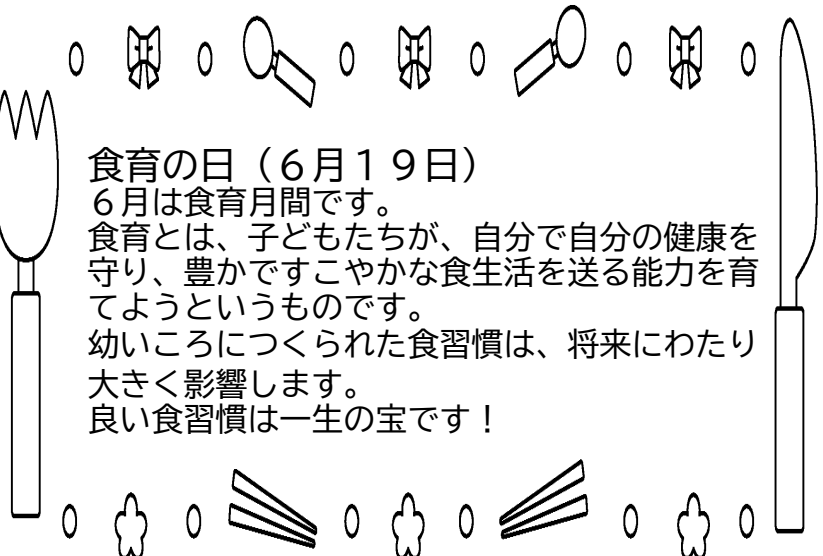 食育の日（６月１９日）
６月は食育月間です。
食育とは、子どもたちが、自分で自分の健康を
守り、豊かですこやかな食生活を送る能力を育
てようというものです。
幼いころにつくられた食習慣は、将来にわたり
大きく影響します。
良い食習慣は一生の宝です！